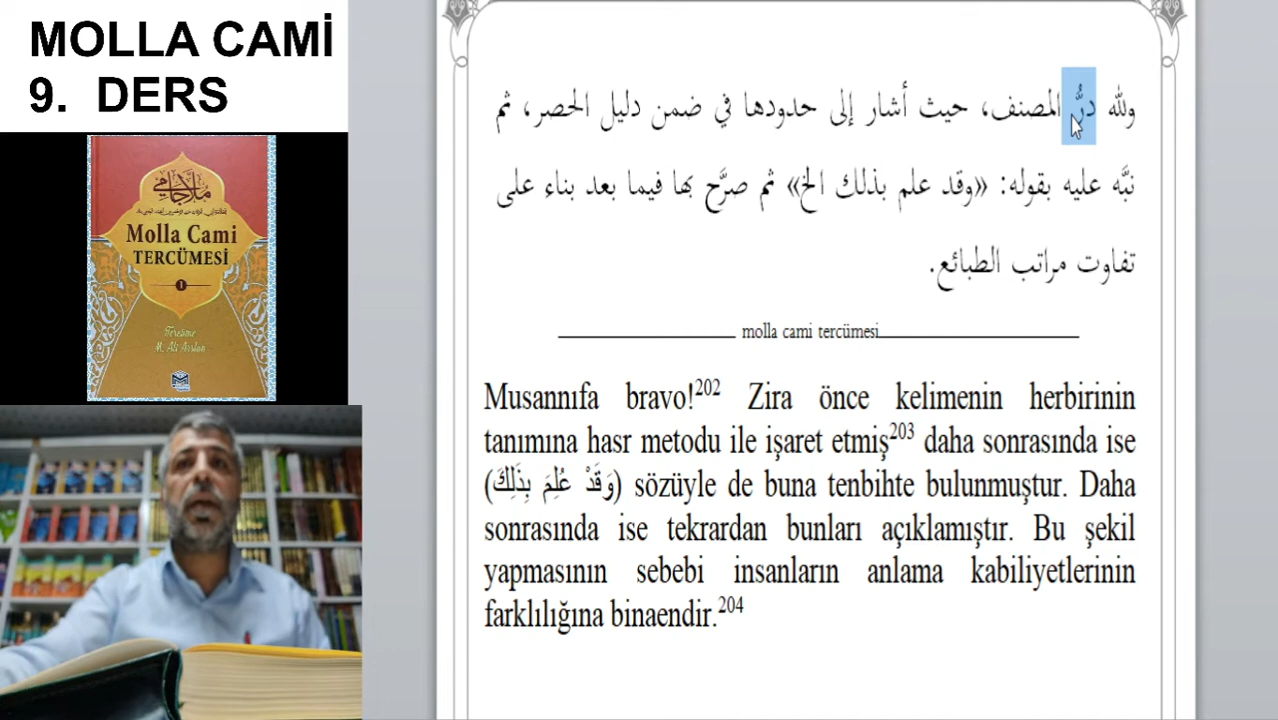 MOLLA CAMİ
9. DERS
مُلَّا جَامِي
Molla Cami
TERCÜMESİ
1
Tercüme
M. Ali Arslan
ولله درُّ المصنف، حيث أشار إلى حدودها في ضمن دليل الحصر، ثم
نبَّه عليه بقوله: «وقد علم بذلك الخ» ثم صرَّح بها فيما بعد بناء على
تفاوت مراتب الطبائع.
molla cami tercümesi
Musannıfa bravo!202 Zira önce kelimenin herbirinin
tanımına hasr metodu ile işaret etmiş203 daha sonrasında ise
(وَقَدْ عُلِمَ بِذَلِكَ) sözüyle de buna tenbihte bulunmuştur. Daha
sonrasında ise tekrardan bunları açıklamıştır. Bu şekil
yapmasının sebebi insanların anlama kabiliyetlerinin
farklılığına binaendir.204